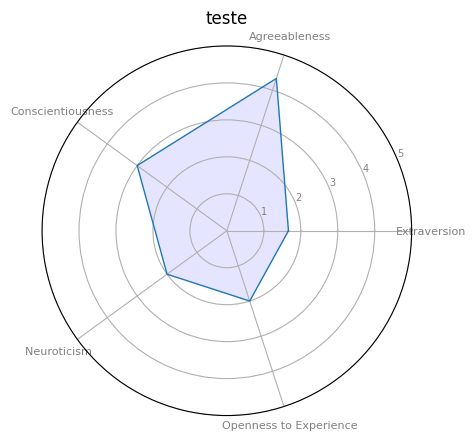 teste
Agreeableness
Conscientiousness
5
4
3
2
1
Extraversion
Neuroticism
Openness to Experience